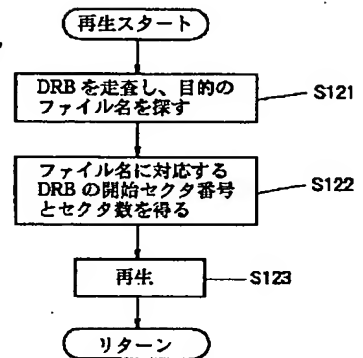 再生スタート
DRBを走査し、目的の
ファイル名を探す
S121
ファイル名に対応する
DRBの開始セクタ番号
とセクタ数を得る
S122
再生
S123
リターン